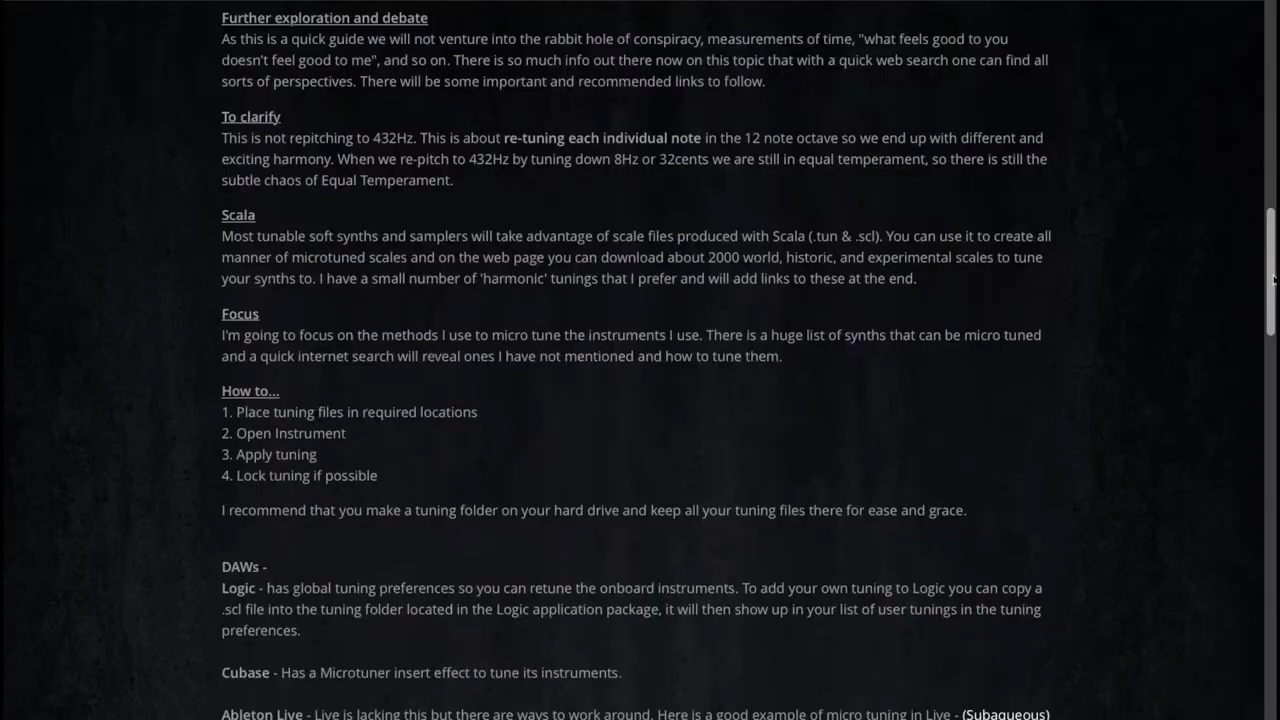 Further exploration and debate
As this is a quick guide we will not venture into the rabbit hole of conspiracy, measurements of time, "what feels good to you
doesn't feel good to me", and so on. There is so much info out there now on this topic that with a quick web search one can find all
sorts of perspectives. There will be some important and recommended links to follow.
To clarify
This is not repitching to 432Hz. This is about re-tuning each individual note in the 12 note octave so we end up with different and
exciting harmony. When we re-pitch to 432Hz by tuning down 8Hz or 32cents we are still in equal temperament, so there is still the
subtle chaos of Equal Temperament.
Scala
Most tunable soft synths and samplers will take advantage of scale files produced with Scala (.tun & .scl). You can use it to create all
manner of microtuned scales and on the web page you can download about 2000 world, historic, and experimental scales to tune
your synths to. I have a small number of 'harmonic' tunings that I prefer and will add links to these at the end.
Focus
I'm going to focus on the methods I use to micro tune the instruments I use. There is a huge list of synths that can be micro tuned
and a quick internet search will reveal ones I have not mentioned and how to tune them.
How to...
1. Place tuning files in required locations
2. Open Instrument
3. Apply tuning
4. Lock tuning if possible
I recommend that you make a tuning folder on your hard drive and keep all your tuning files there for ease and grace.
DAWs -
Logic - has global tuning preferences so you can retune the onboard instruments. To add your own tuning to Logic you can copy a
.scl file into the tuning folder located in the Logic application package, it will then show up in your list of user tunings in the tuning
preferences.
Cubase - Has a Microtuner insert effect to tune its instruments.
Ableton Live - Live is lacking this but there are ways to work around. Here is a good example of micro tuning in Live - (Subaqueous)